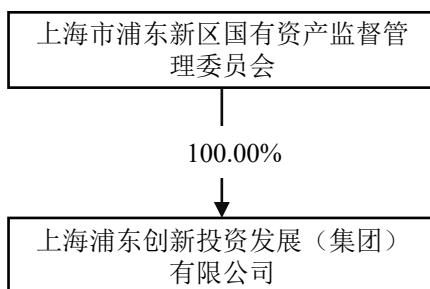 上海市浦东新区国有资产监督管
理委员会
100.00%
上海浦东创新投资发展（集团）
有限公司